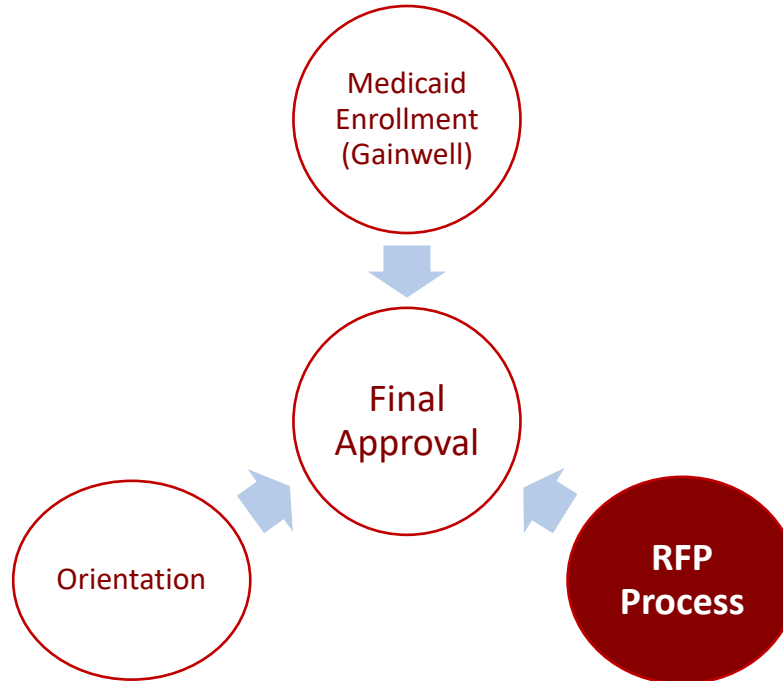 Medicaid
Enrollment
(Gainwell)
Final
Approval
Orientation
RFP
Process